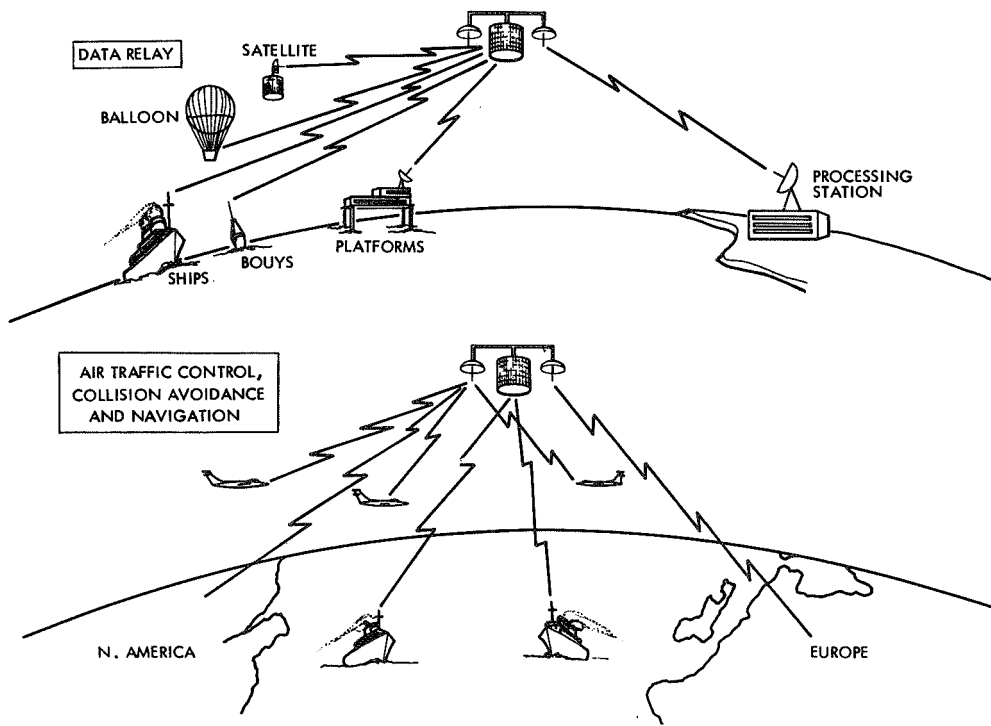 DATA RELAY
SATELLITE
BALLOON
PROCESSING
STATION
PLATFORMS
BOUYS
SHIPS
AIR TRAFFIC CONTROL,
COLLISION AVOIDANCE
AND NAVIGATION
N. AMERICA
EUROPE